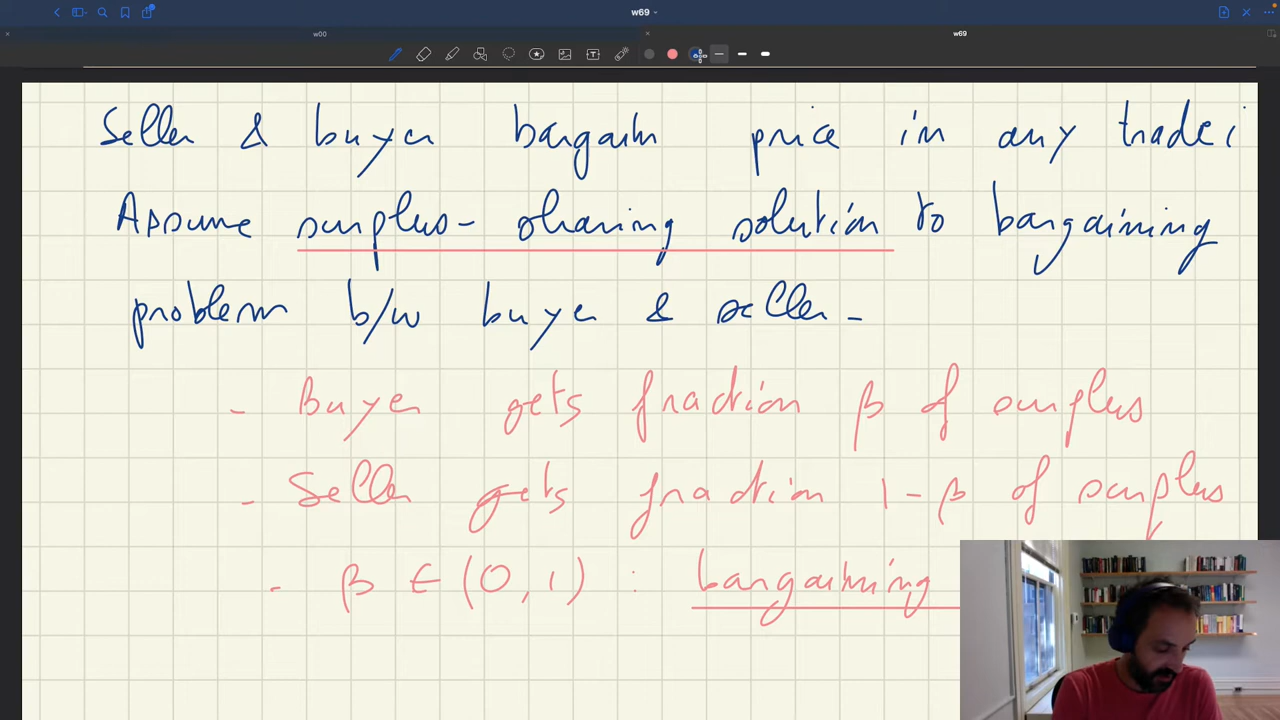 w69
w00
w69
Seller & buyer bargain price in any trade:
Assume surplus-sharing solution to bargaining
problem b/w buyer & seller -
- Buyer gets fraction β of surplus
- Seller gets fraction 1-β of surplus
- β ∈ (0,1) : bargaining